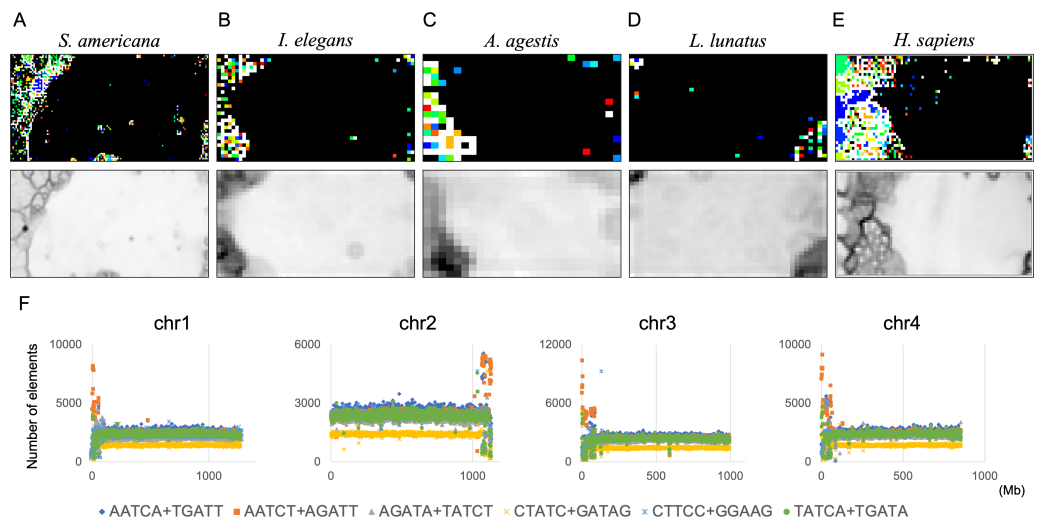 A B C D E
S. americana I. elegans A. agestis L. lunatus H. sapiens
F
chr1 chr2 chr3 chr4
Number of elements
10000 6000 12000 10000
5000 3000 6000 5000
0 0 0 0
0 1000 0 1000 0 500 1000 0 500 1000
(Mb)
AATCA+TGATT AATCT+AGATT AGATA+TATCT CTATC+GATAG CTTCC+GGAAG TATCA+TGATA